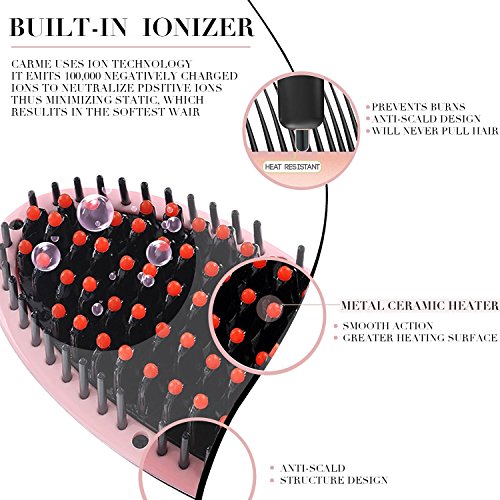 BUILT-IN IONIZER
CARME USES ION TECHNOLOGY
IT EMITS 100,000 NEGATIVELY CHARGED
IONS TO NEUTRALIZE PDSITIVE IONS
THUS MINIMIZING STATIC, WHICH
RESULITS IN THE SOFTEST WAIR
PREVENTS BURNS
ANTI-SCALD DESIGN
WILL NEVER PULL HAIR
HEAT RESISTANT
METAL CERAMIC HEATER
SMOOTH ACTION
GREATER HEATING SURFACE
ANTI-SCALD
STRUCTURE DESIGN